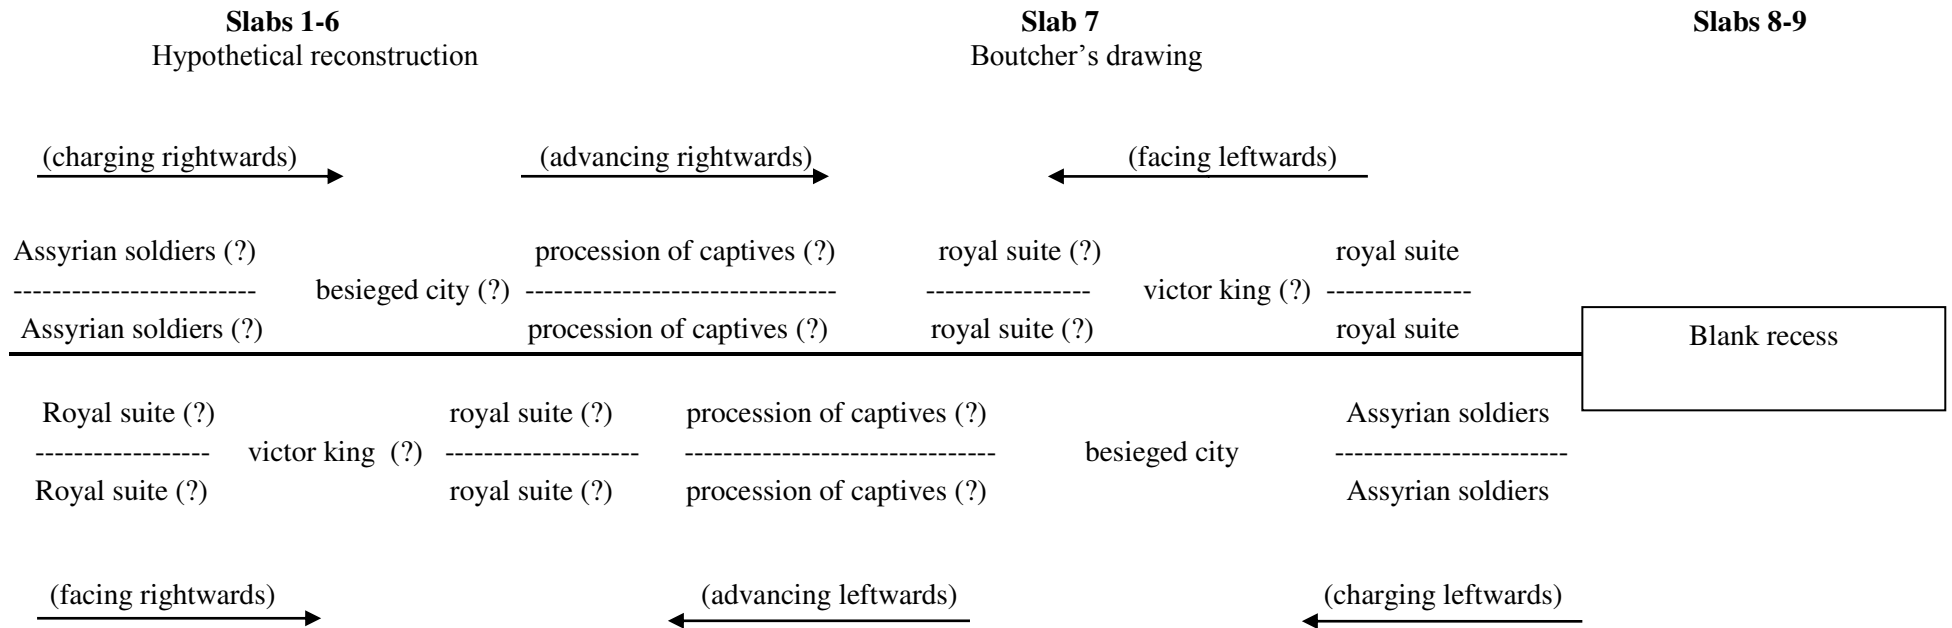 Slabs 1-6 Slab 7 Slabs 8-9
Hypothetical reconstruction Boutcher’s drawing
(charging rightwards) (advancing rightwards) (facing leftwards)
Assyrian soldiers (?) procession of captives (?) royal suite (?) royal suite
besieged city (?) victor king (?)
Assyrian soldiers (?) procession of captives (?) royal suite (?) royal suite Blank recess
Royal suite (?) royal suite (?) procession of captives (?) Assyrian soldiers
victor king (?) besieged city
Royal suite (?) royal suite (?) procession of captives (?) Assyrian soldiers
(facing rightwards) (advancing leftwards) (charging leftwards)